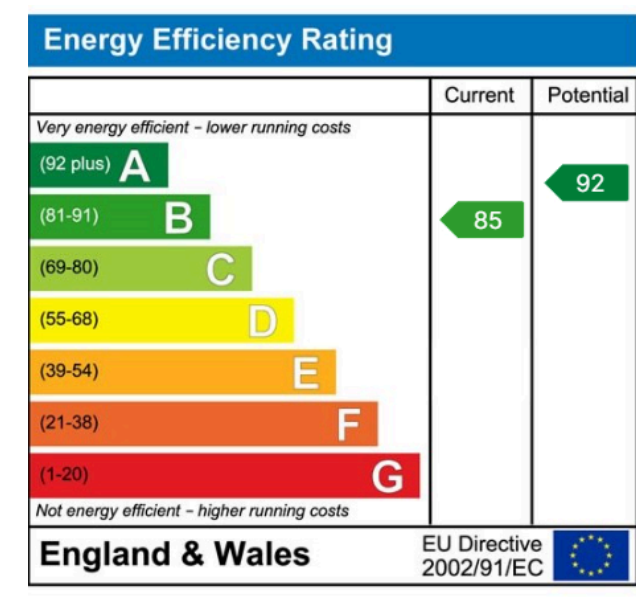 Energy Efficiency Rating
Current Potential
Very energy efficient – lower running costs
(92 plus) A
92
(81-91) B
85
(69-80) C
(55-68) D
(39-54) E
(21-38) F
(1-20) G
Not energy efficient – higher running costs
England & Wales
EU Directive
2002/91/EC